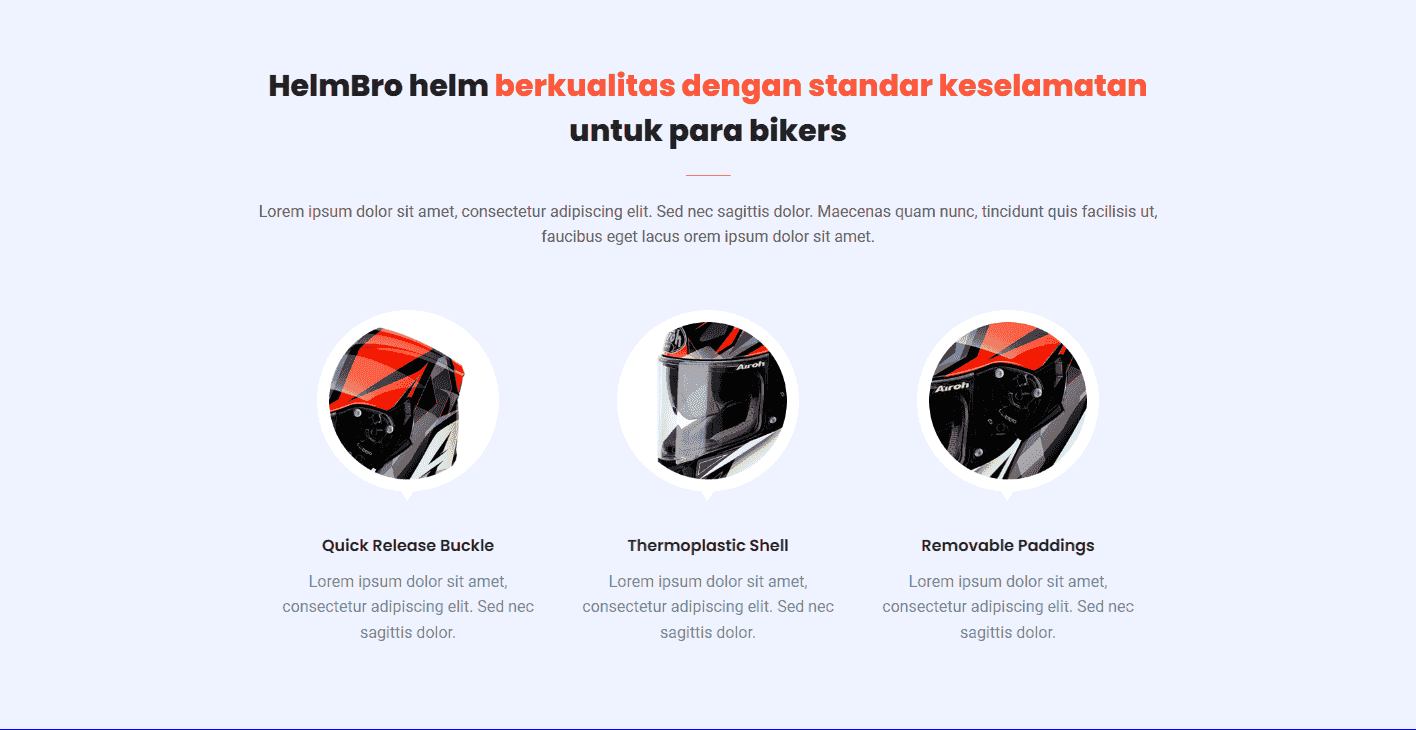 HelmBro helm berkualitas dengan standar keselamatan
untuk para bikers
Lorem ipsum dolor sit amet, consectetur adipiscing elit. Sed nec sagittis dolor. Maecenas quam nunc, tincidunt quis facilisis ut,
faucibus eget lacus orem ipsum dolor sit amet.
Airoh
Airoh
Quick Release Buckle
Lorem ipsum dolor sit amet,
consectetur adipiscing elit. Sed nec
sagittis dolor.
Thermoplastic Shell
Lorem ipsum dolor sit amet,
consectetur adipiscing elit. Sed nec
sagittis dolor.
Removable Paddings
Lorem ipsum dolor sit amet,
consectetur adipiscing elit. Sed nec
sagittis dolor.